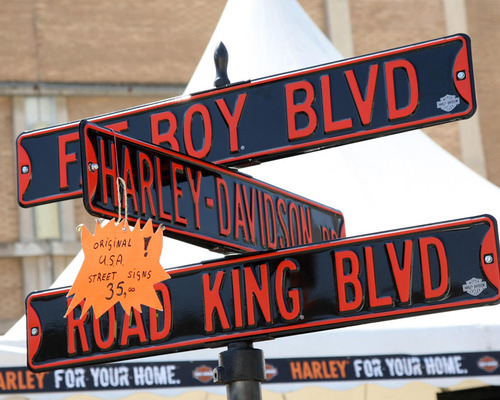 FAT BOY BLVD
HARLEY-DAVIDSON
ORIGINAL !
U.S.A.
STREET SIGNS
35,00
ROAD KING BLVD
HARLEY FOR YOUR HOME.
HARLEY FOR YOUR HOME.